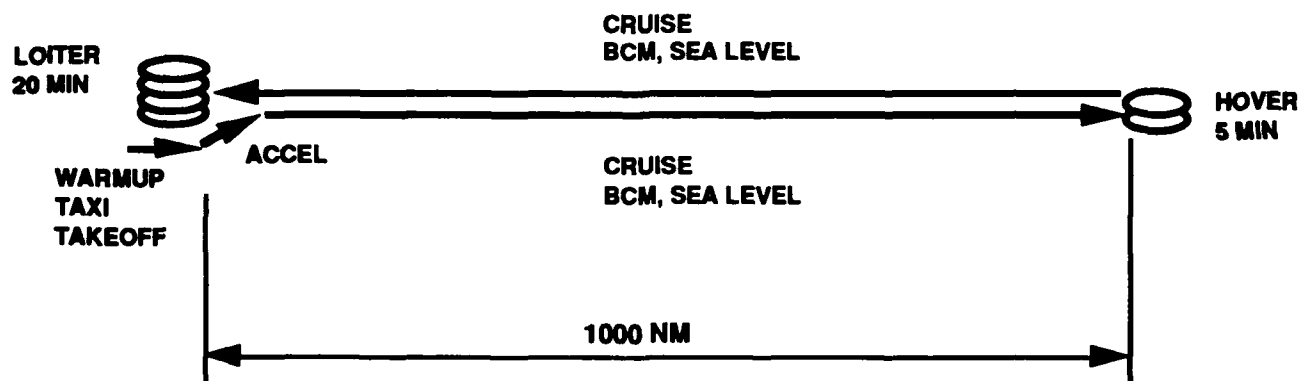 CRUISE
BCM, SEA LEVEL
LOITER
20 MIN
HOVER
5 MIN
ACCEL
WARMUP
TAXI
TAKEOFF
CRUISE
BCM, SEA LEVEL
1000 NM